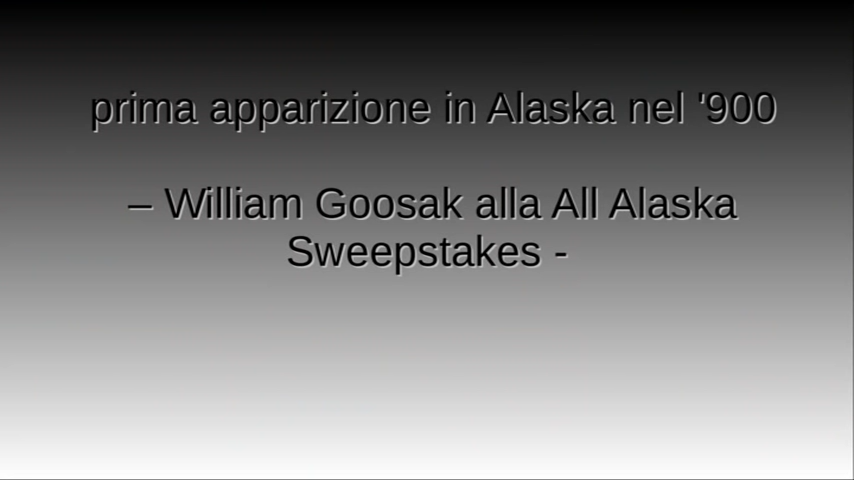 prima apparizione in Alaska nel '900
– William Goosak alla All Alaska
Sweepstakes -